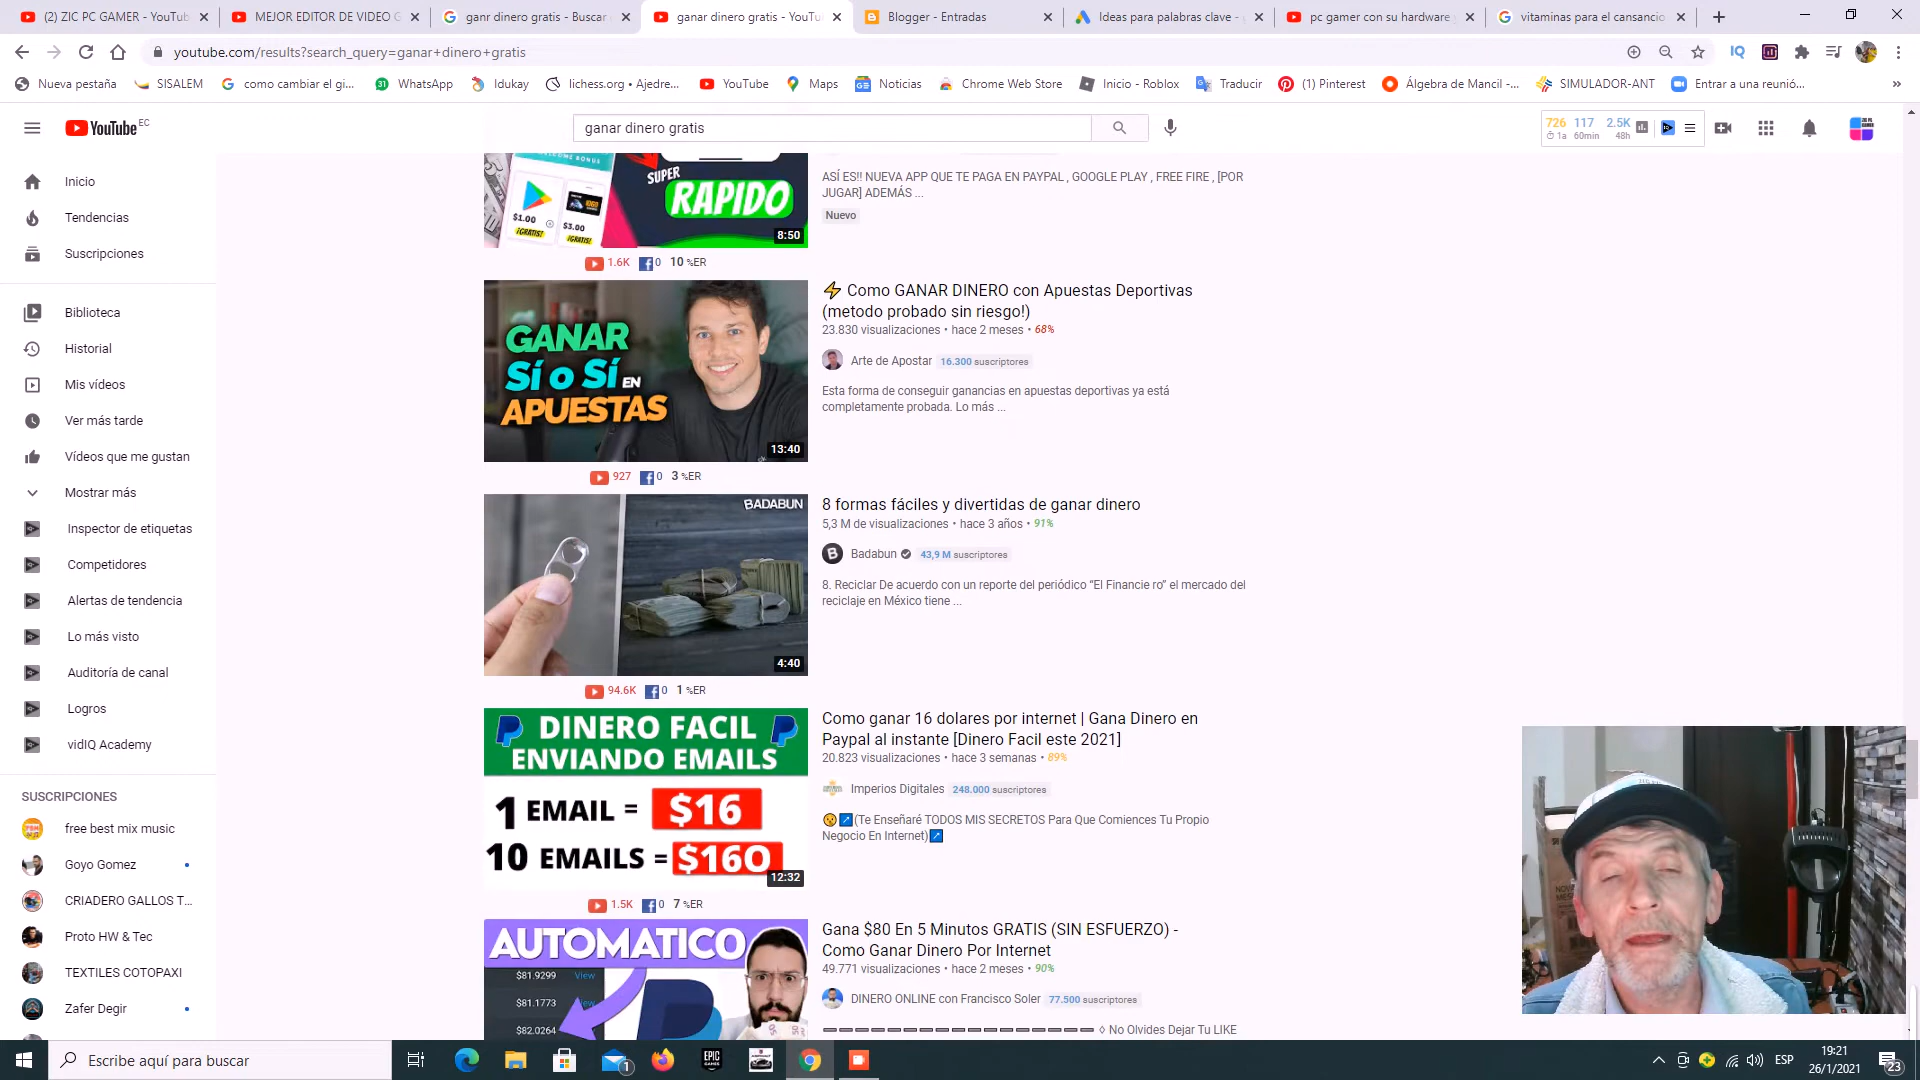 (2) ZIC PC GAMER - YouTub
MEJOR EDITOR DE VIDEO G
ganr dinero gratis - Buscar
ganar dinero gratis - YouTu
Blogger - Entradas
Ideas para palabras clave -
pc gamer con su hardware
vitaminas para el cansancio
youtube.com/results?search_query=ganar+dinero+gratis
Nueva pestaña
SISALEM
como cambiar el gi...
WhatsApp
Idukay
lichess.org • Ajedre...
YouTube
Maps
Noticias
Chrome Web Store
Inicio - Roblox
Traducir
(1) Pinterest
Álgebra de Mancil -...
SIMULADOR-ANT
Entrar a una reunió...
»
YouTube EC
ganar dinero gratis
726 117 2.5K
1a 60min 48h
Inicio
Tendencias
Suscripciones
Biblioteca
Historial
Mis vídeos
Ver más tarde
Vídeos que me gustan
Mostrar más
Inspector de etiquetas
Competidores
Alertas de tendencia
Lo más visto
Auditoría de canal
Logros
vidIQ Academy
SUSCRIPCIONES
free best mix music
Goyo Gomez
CRIADERO GALLOS T...
Proto HW & Tec
TEXTILES COTOPAXI
Zafer Degir
SUPER
RAPIDO
$1.00
¡GRATIS!
$3.00
¡GRATIS!
8:50
ASÍ ES!! NUEVA APP QUE TE PAGA EN PAYPAL , GOOGLE PLAY , FREE FIRE , [POR
JUGAR] ADEMÁS ...
Nuevo
1.6K 0 10 %ER
GANAR
Sí o Sí EN
APUESTAS
13:40
⚡ Como GANAR DINERO con Apuestas Deportivas
(metodo probado sin riesgo!)
23.830 visualizaciones • hace 2 meses • 68%
Arte de Apostar 16.300 suscriptores
Esta forma de conseguir ganancias en apuestas deportivas ya está
completamente probada. Lo más ...
927 0 3 %ER
BADABUN
4:40
8 formas fáciles y divertidas de ganar dinero
5,3 M de visualizaciones • hace 3 años • 91%
Badabun 43,9 M suscriptores
8. Reciclar De acuerdo con un reporte del periódico “El Financie ro” el mercado del
reciclaje en México tiene ...
94.6K 0 1 %ER
DINERO FACIL
ENVIANDO EMAILS
1 EMAIL = $16
10 EMAILS = $160
12:32
Como ganar 16 dolares por internet | Gana Dinero en
Paypal al instante [Dinero Facil este 2021]
20.823 visualizaciones • hace 3 semanas • 89%
Imperios Digitales 248.000 suscriptores
(Te Enseñaré TODOS MIS SECRETOS Para Que Comiences Tu Propio
Negocio En Internet)
1.5K 0 7 %ER
AUTOMATICO
$81.9299 View
$81.1773
$82.0264
Gana $80 En 5 Minutos GRATIS (SIN ESFUERZO) -
Como Ganar Dinero Por Internet
49.771 visualizaciones • hace 2 meses • 90%
DINERO ONLINE con Francisco Soler 77.500 suscriptores
◊ No Olvides Dejar Tu LIKE
Escribe aquí para buscar
EPIC
1
ESP
19:21
26/1/2021
23